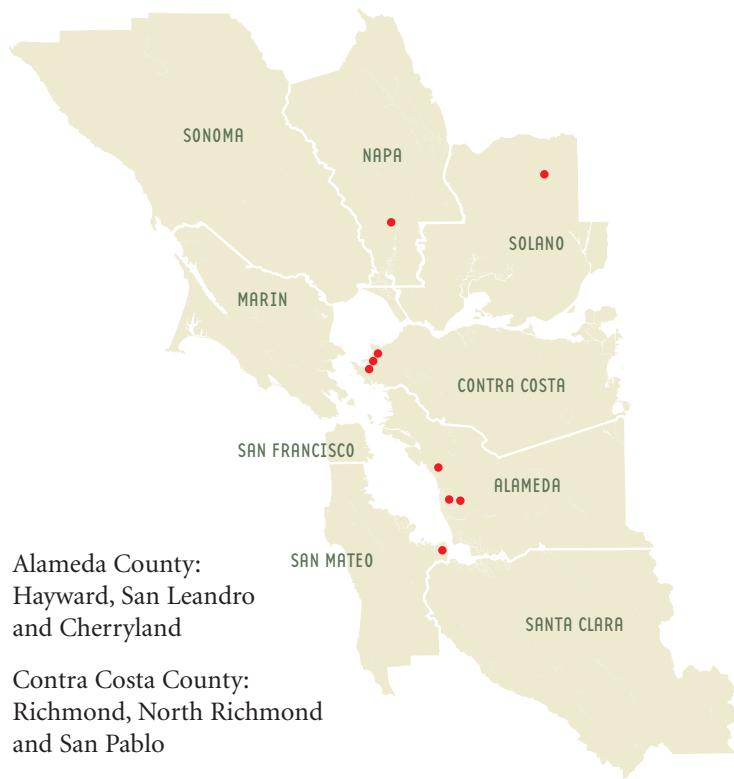 SONOMA
NAPA
SOLANO
MARIN
CONTRA COSTA
SAN FRANCISCO
ALAMEDA
SAN MATEO
SANTA CLARA
Alameda County:
Hayward, San Leandro
and Cherryland
Contra Costa County:
Richmond, North Richmond
and San Pablo